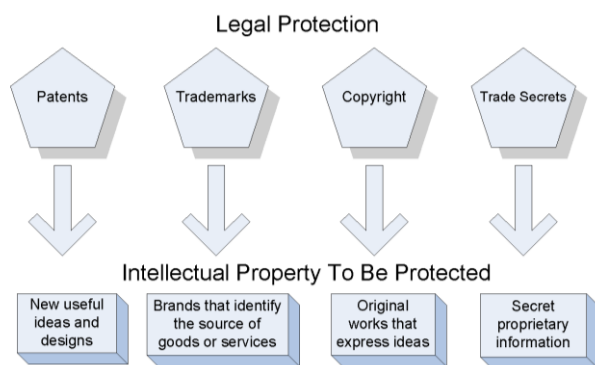 Legal Protection
Patents
Trademarks
Copyright
Trade Secrets
Intellectual Property To Be Protected
New useful
ideas and
designs
Brands that identify
the source of
goods or services
Original
works that
express ideas
Secret
proprietary
information